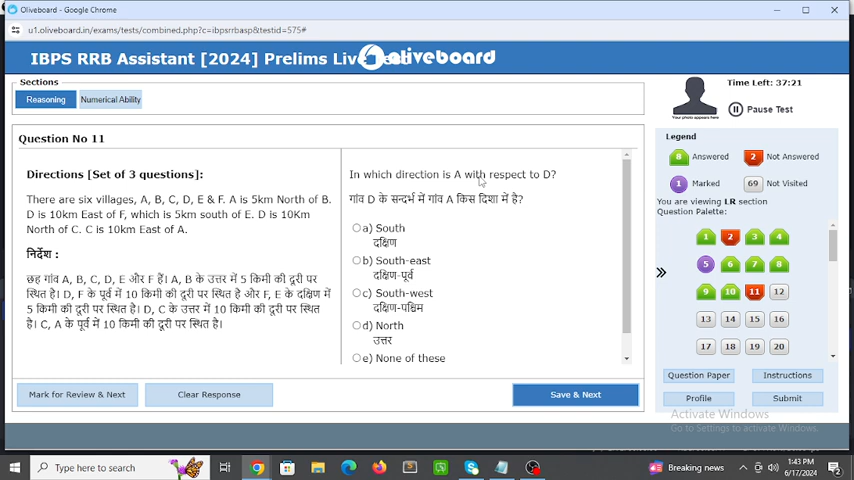 Oliveboard - Google Chrome
u1.oliveboard.in/exams/tests/combined.php?c=ibpsrrbasp&testid=575#
IBPS RRB Assistant [2024] Prelims Live
oliveboard
Sections
Reasoning
Numerical Ability
Question No 11
Directions [Set of 3 questions]:
There are six villages, A, B, C, D, E & F. A is 5km North of B.
D is 10km East of F, which is 5km south of E. D is 10Km
North of C. C is 10km East of A.
निर्देश :
छह गांव A, B, C, D, E और F हैं। A, B के उत्तर में 5 किमी की दूरी पर
स्थित है। D, F के पूर्व में 10 किमी की दूरी पर स्थित है और F, E के दक्षिण में
5 किमी की दूरी पर स्थित है। D, C के उत्तर में 10 किमी की दूरी पर स्थित
है। C, A के पूर्व में 10 किमी की दूरी पर स्थित है।
In which direction is A with respect to D?
गांव D के सन्दर्भ में गांव A किस दिशा में है?
a) South
दक्षिण
b) South-east
दक्षिण-पूर्व
c) South-west
दक्षिण-पश्चिम
d) North
उत्तर
e) None of these
Mark for Review & Next
Clear Response
Save & Next
Your photo appears here
Time Left: 37:21
Pause Test
Legend
8 Answered
2 Not Answered
1 Marked
69 Not Visited
You are viewing LR section
Question Palette:
1 2 3 4
5 6 7 8
9 10 11 12
13 14 15 16
17 18 19 20
Question Paper
Instructions
Profile
Submit
Activate Windows
Go to Settings to activate Windows.
Type here to search
Breaking news
1:43 PM
6/17/2024
2